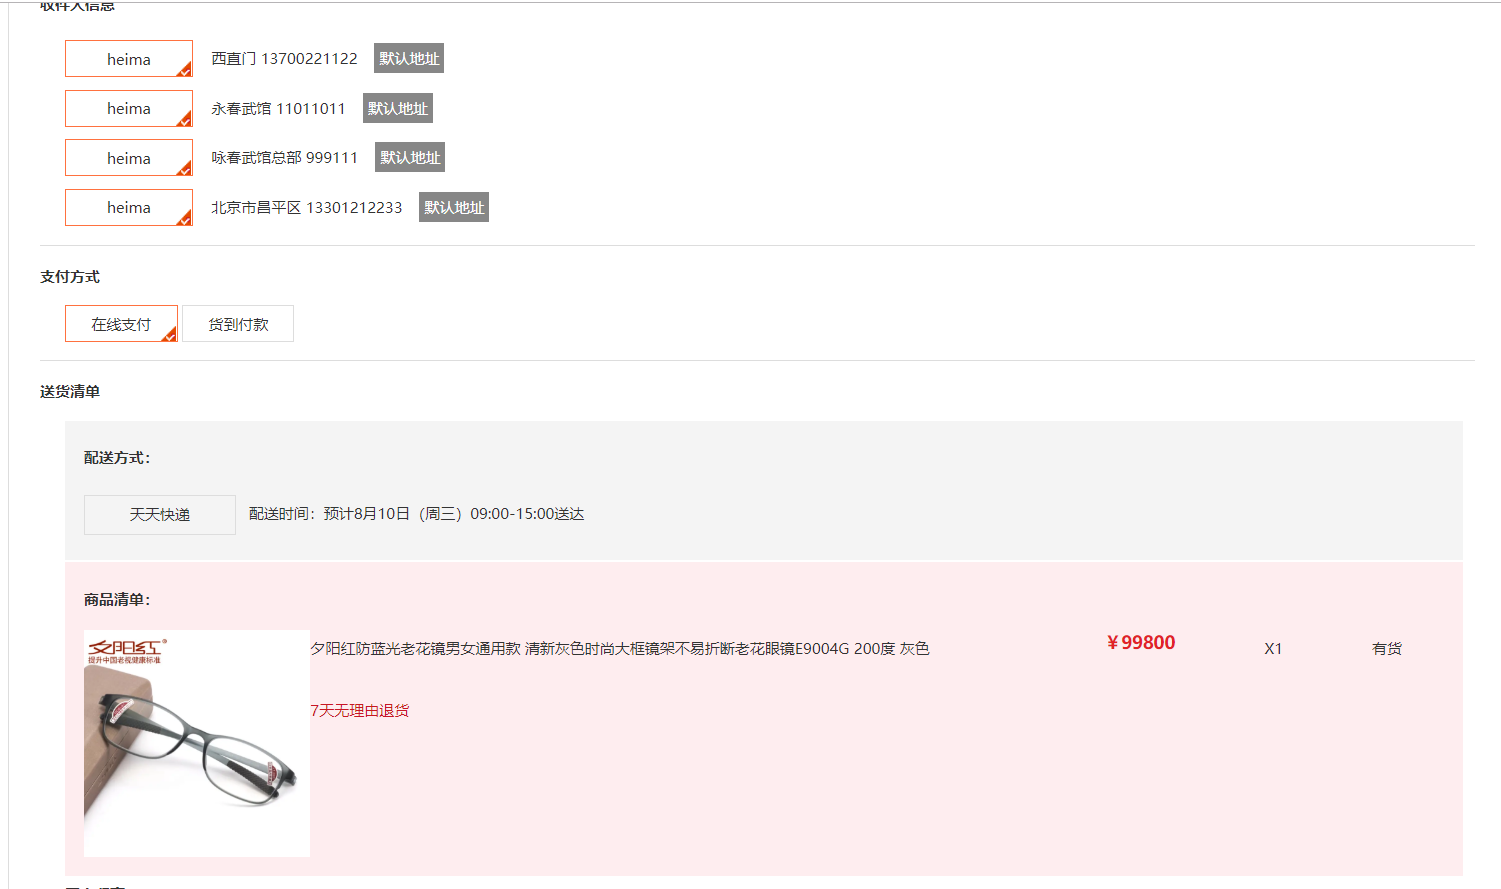 收件人信息
heima 西直门 13700221122 默认地址
heima 永春武馆 11011011 默认地址
heima 咏春武馆总部 999111 默认地址
heima 北京市昌平区 13301212233 默认地址
支付方式
在线支付 货到付款
送货清单
配送方式：
天天快递 配送时间：预计8月10日（周三）09:00-15:00送达
商品清单：
夕阳红®
提升中国老视健康标准
夕阳红防蓝光老花镜男女通用款 清新灰色时尚大框镜架不易折断老花眼镜E9004G 200度 灰色 ￥99800 X1 有货
7天无理由退货